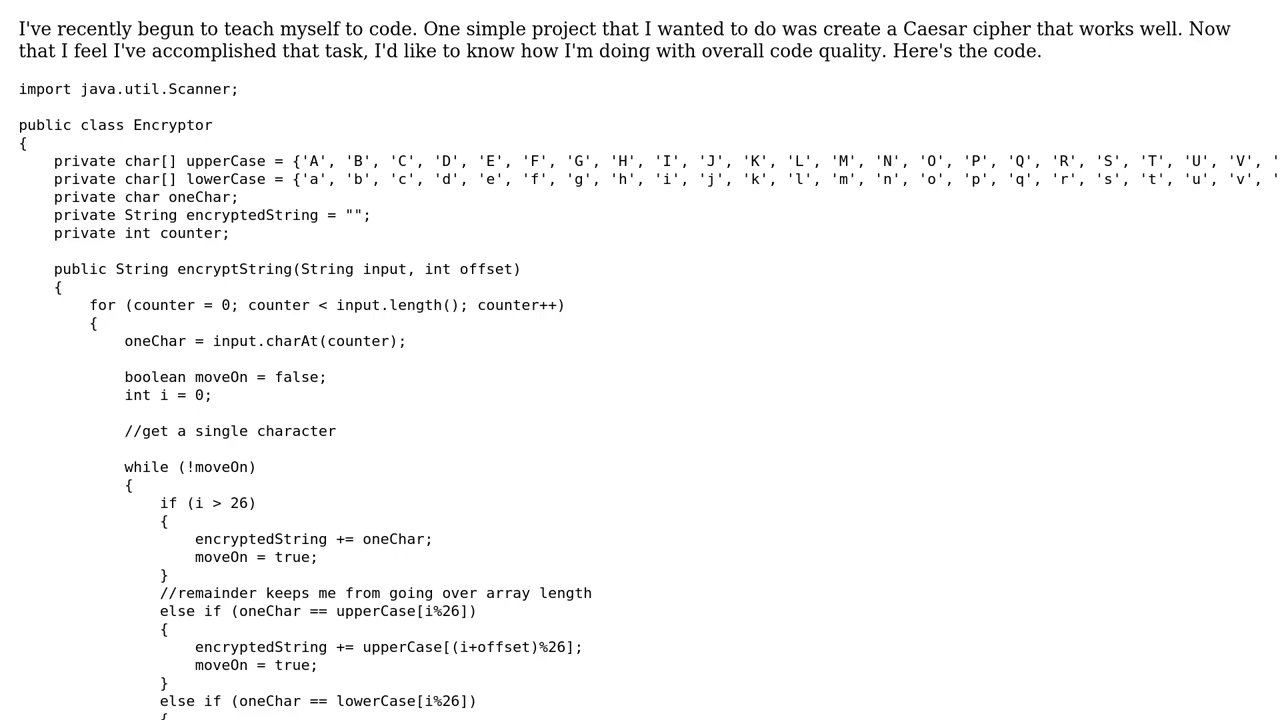 I've recently begun to teach myself to code. One simple project that I wanted to do was create a Caesar cipher that works well. Now
that I feel I've accomplished that task, I'd like to know how I'm doing with overall code quality. Here's the code.
import java.util.Scanner;
public class Encryptor
{
    private char[] upperCase = {'A', 'B', 'C', 'D', 'E', 'F', 'G', 'H', 'I', 'J', 'K', 'L', 'M', 'N', 'O', 'P', 'Q', 'R', 'S', 'T', 'U', 'V', '
    private char[] lowerCase = {'a', 'b', 'c', 'd', 'e', 'f', 'g', 'h', 'i', 'j', 'k', 'l', 'm', 'n', 'o', 'p', 'q', 'r', 's', 't', 'u', 'v', '
    private char oneChar;
    private String encryptedString = "";
    private int counter;
    public String encryptString(String input, int offset)
    {
        for (counter = 0; counter < input.length(); counter++)
        {
            oneChar = input.charAt(counter);
            boolean moveOn = false;
            int i = 0;
            //get a single character
            while (!moveOn)
            {
                if (i > 26)
                {
                    encryptedString += oneChar;
                    moveOn = true;
                }
                //remainder keeps me from going over array length
                else if (oneChar == upperCase[i%26])
                {
                    encryptedString += upperCase[(i+offset)%26];
                    moveOn = true;
                }
                else if (oneChar == lowerCase[i%26])
                {